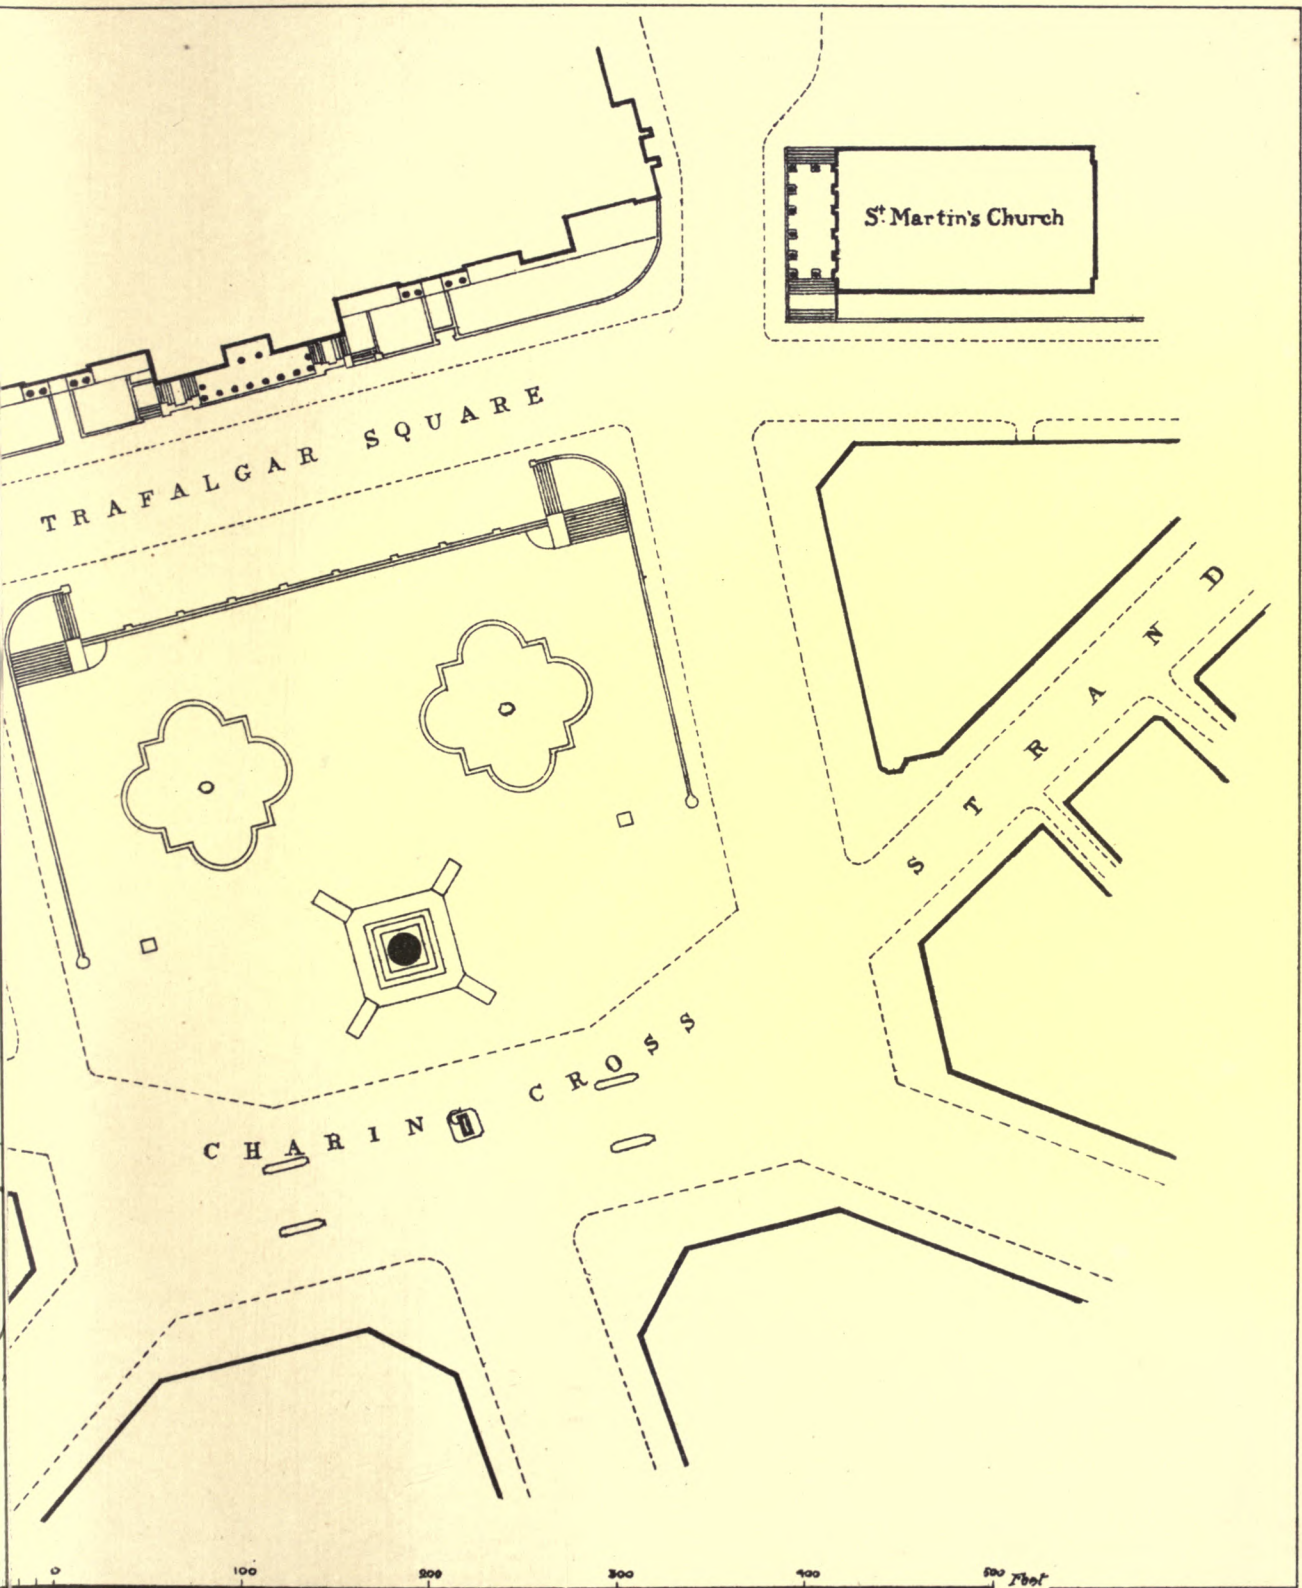 St. Martin's Church
TRAFALGAR SQUARE
STRAND
CHARING CROSS
0 100 200 300 400 500 Feet